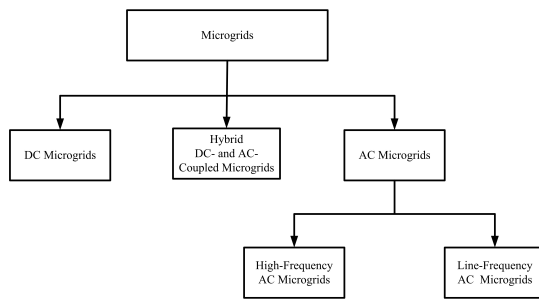 Microgrids
DC Microgrids
Hybrid
DC- and AC-
Coupled Microgrids
AC Microgrids
High-Frequency
AC Microgrids
Line-Frequency
AC Microgrids